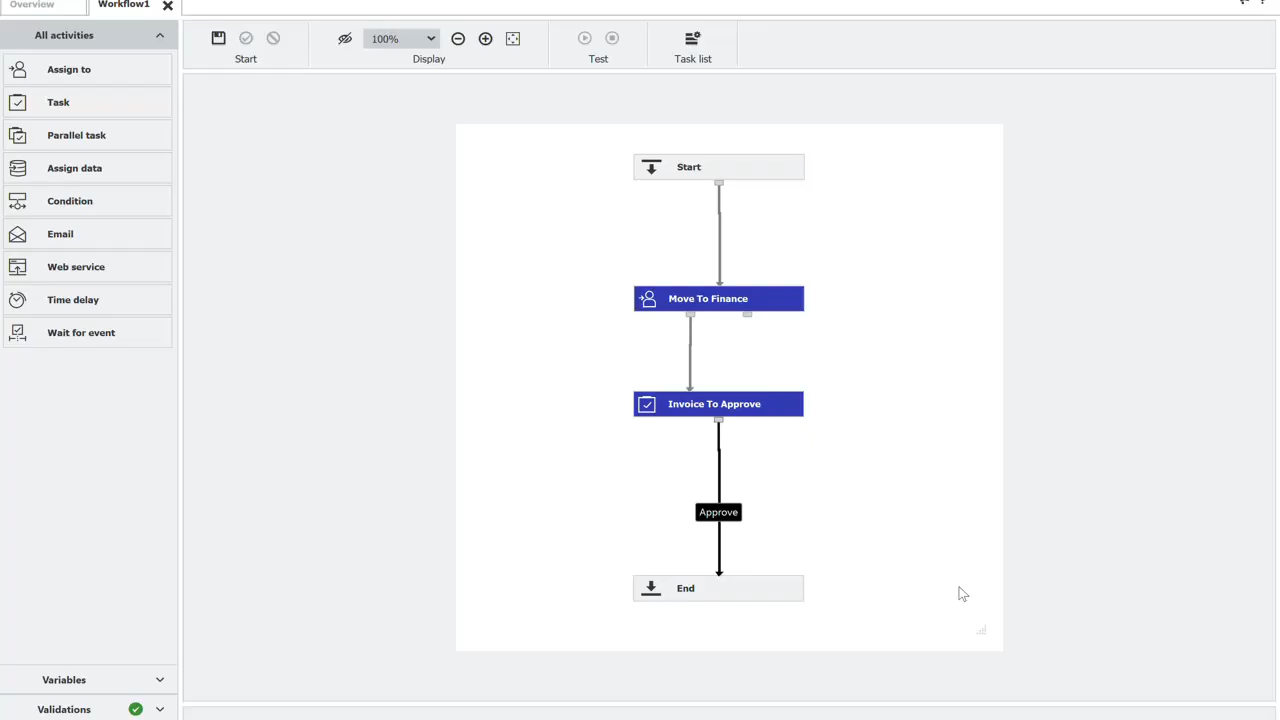 Overview
Workflow1
All activities
Assign to
Task
Parallel task
Assign data
Condition
Email
Web service
Time delay
Wait for event
Variables
Validations
Start
100%
Display
Test
Task list
Start
Move To Finance
Invoice To Approve
Approve
End